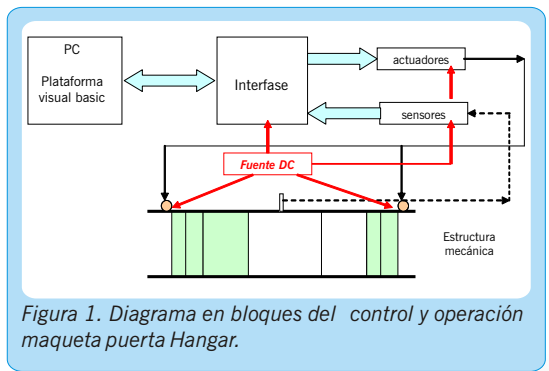 PC
Plataforma
visual basic
Interfase
actuadores
sensores
Fuente DC
Estructura
mecánica
Figura 1. Diagrama en bloques del control y operación
maqueta puerta Hangar.